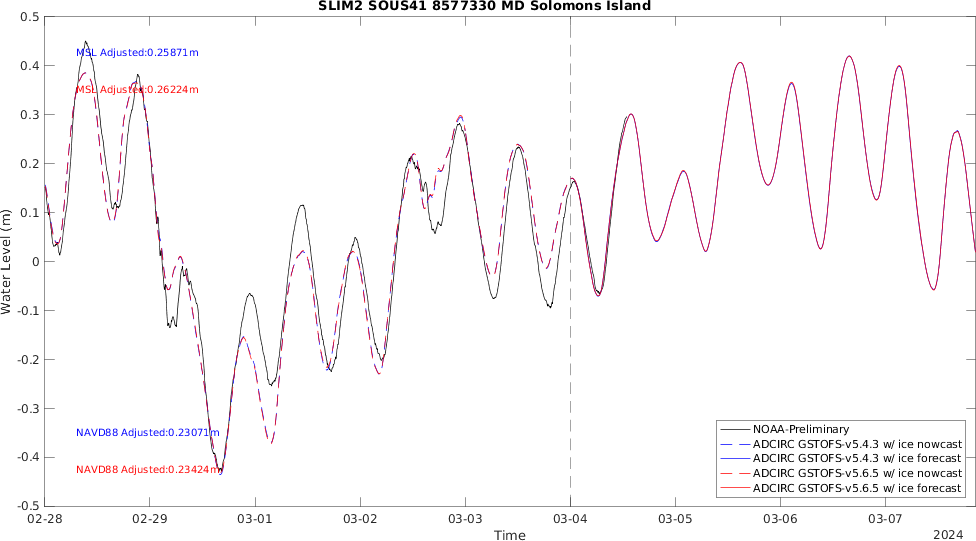 SLIM2 SOUS41 8577330 MD Solomons Island
0.5
0.4
0.3
0.2
0.1
0
-0.1
-0.2
-0.3
-0.4
-0.5
Water Level (m)
MSL Adjusted:0.25871m
MSL Adjusted:0.26224m
NAVD88 Adjusted:0.23071m
NAVD88 Adjusted:0.23424m
NOAA-Preliminary
ADCIRC GSTOFS-v5.4.3 w/ ice nowcast
ADCIRC GSTOFS-v5.4.3 w/ ice forecast
ADCIRC GSTOFS-v5.6.5 w/ ice nowcast
ADCIRC GSTOFS-v5.6.5 w/ ice forecast
02-28 02-29 03-01 03-02 03-03 03-04 03-05 03-06 03-07
Time
2024